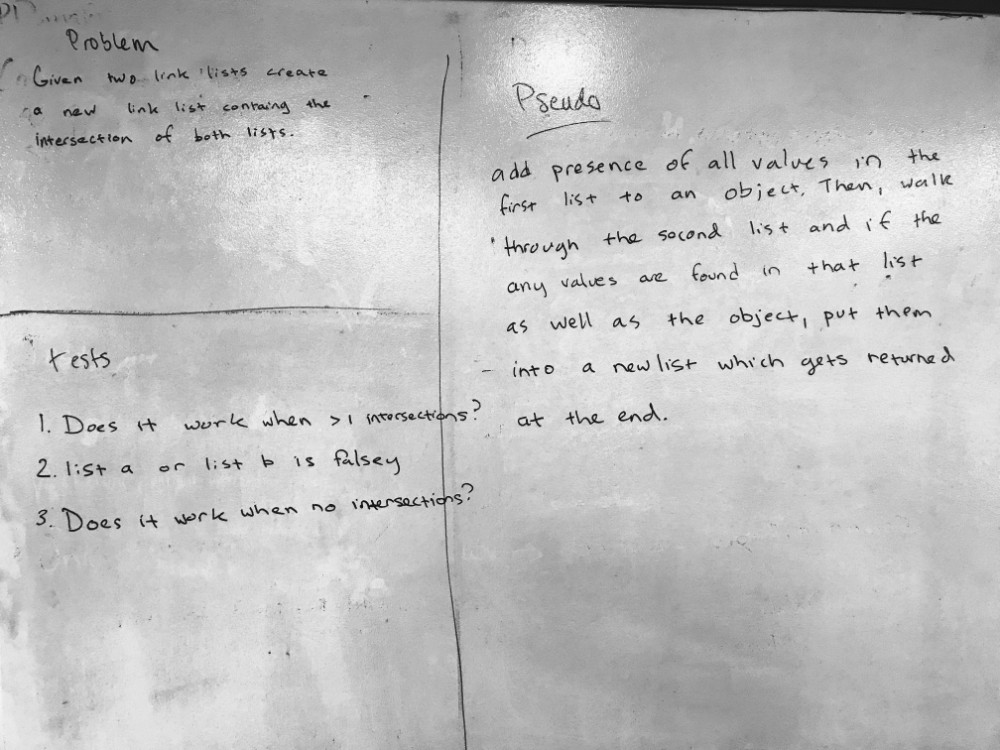 Problem
Given two link lists create
a new link list containg the
intersection of both lists.
tests
1. Does it work when >1 intersections?
2. list a or list b is falsey
3. Does it work when no intersections?
Pseudo
add presence of all values in the
first list to an object. Then, walk
through the socond list and if the
any values are found in that list
as well as the object, put them
into a new list which gets returned
at the end.